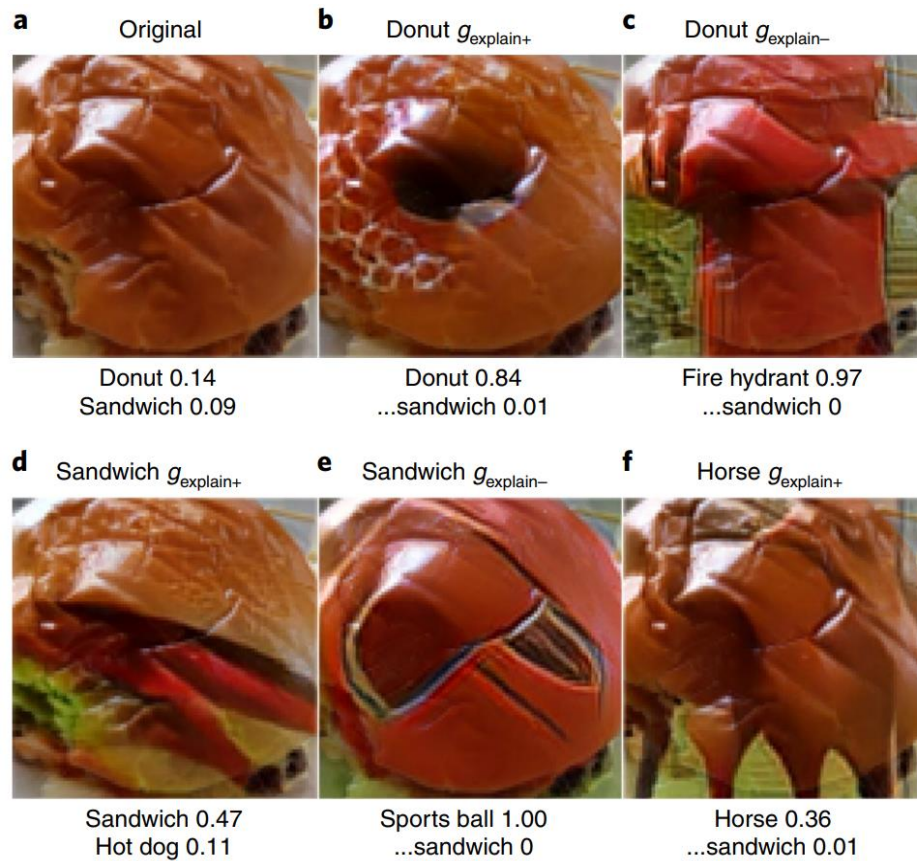 a Original
b Donut gexplain+
c Donut gexplain–
Donut 0.14
Sandwich 0.09
Donut 0.84
...sandwich 0.01
Fire hydrant 0.97
...sandwich 0
d Sandwich gexplain+
e Sandwich gexplain–
f Horse gexplain+
Sandwich 0.47
Hot dog 0.11
Sports ball 1.00
...sandwich 0
Horse 0.36
...sandwich 0.01